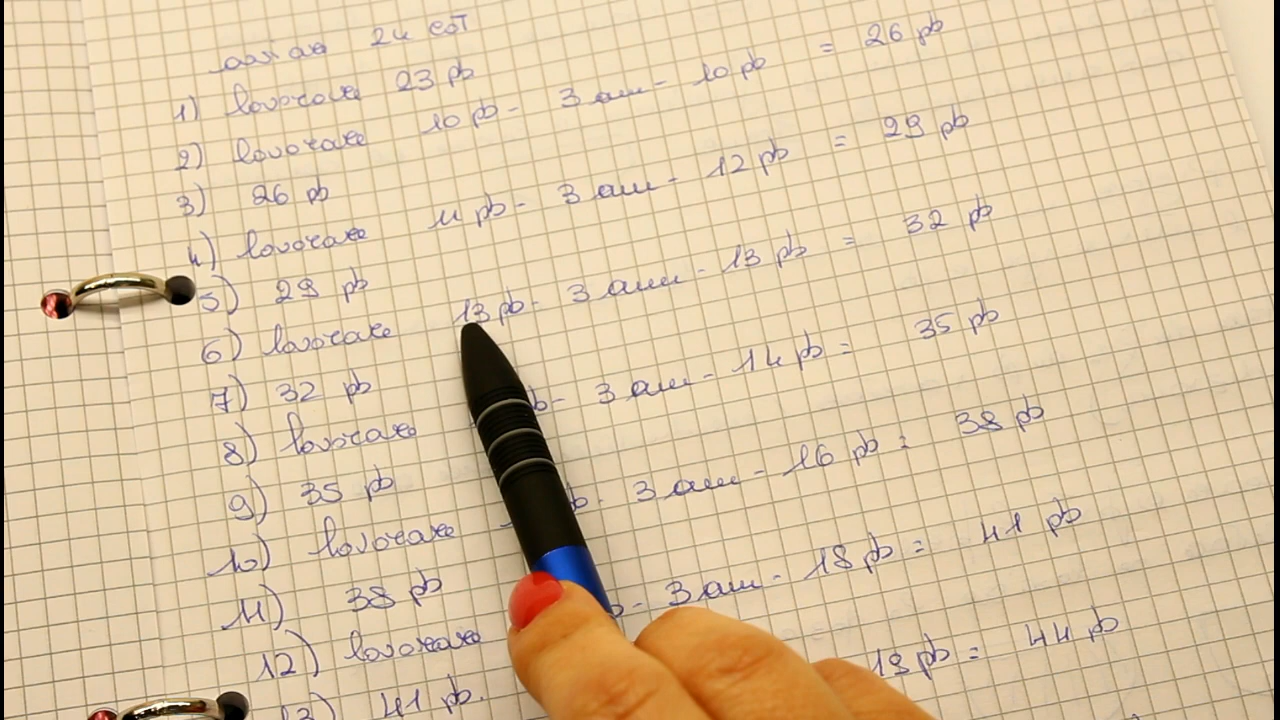 24 cat
1) lavorare 23 pb
2) lavorare 10 pb - 3 aum - 10 pb = 26 pb
3) 26 pb
4) lavorare 11 pb - 3 aum - 12 pb = 29 pb
5) 29 pb
6) lavorare 13 pb - 3 aum - 13 pb = 32 pb
7) 32 pb
8) lavorare b - 3 aum - 14 pb = 35 pb
9) 35 pb
10) lavorare pb - 3 aum - 16 pb = 38 pb
11) 38 pb
12) lavorare - 3 aum - 18 pb = 41 pb
13) 41 pb.
19 pb = 44 pb